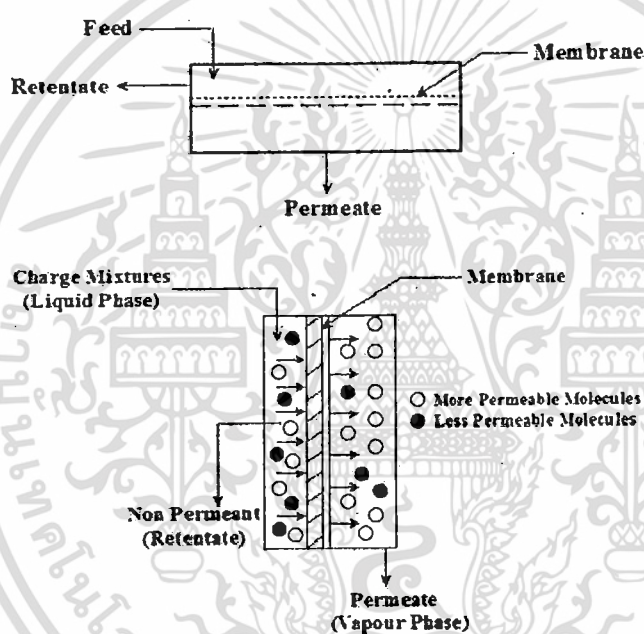 Feed
Membrane
Retentate
Permeate
Charge Mixtures
(Liquid Phase)
Membrane
More Permeable Molecules
Less Permeable Molecules
Non Permeant
(Retentate)
Permeate
(Vapour Phase)